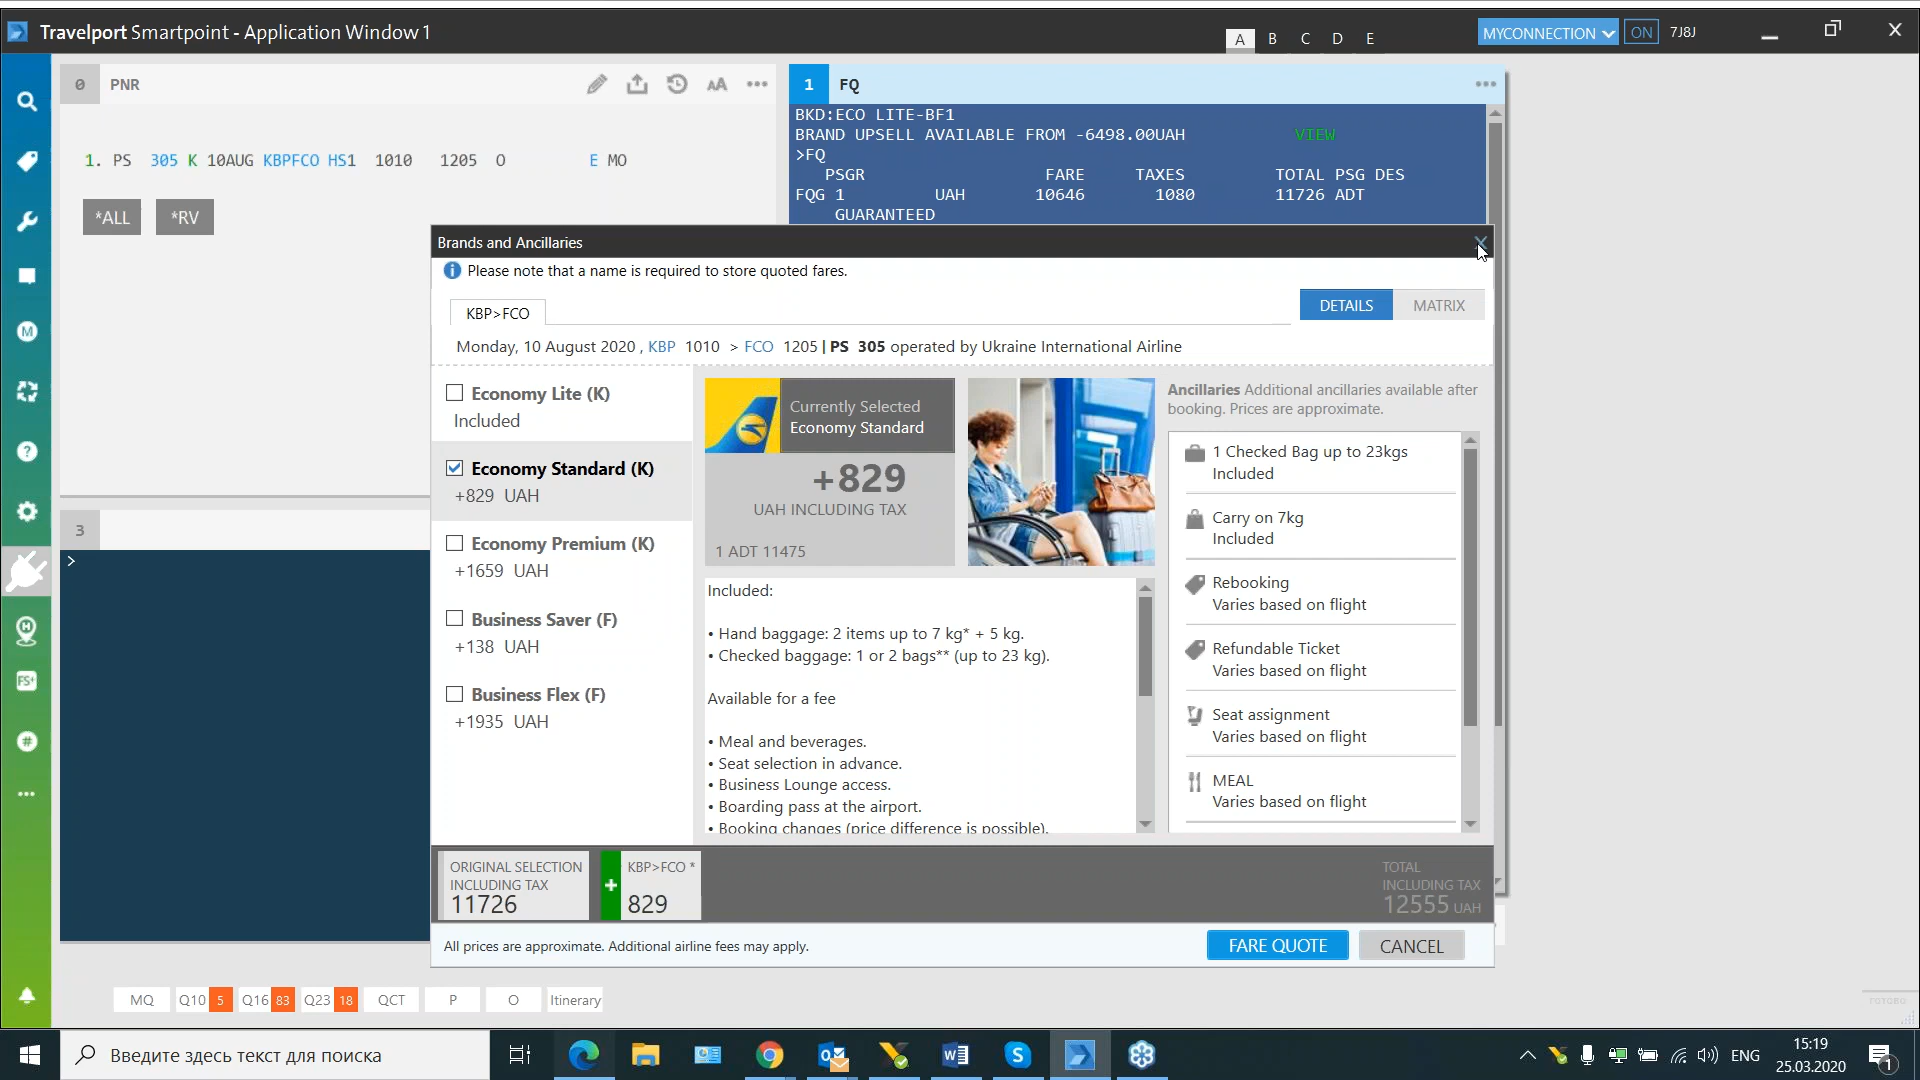 Travelport Smartpoint - Application Window 1
A B C D E
MYCONNECTION ON 7J8J
0 PNR AA
1. PS 305 K 10AUG KBPFCO HS1 1010 1205 O E MO
*ALL *RV
1 FQ
BKD:ECO LITE-BF1
BRAND UPSELL AVAILABLE FROM -6498.00UAH VIEW
>FQ
PSGR FARE TAXES TOTAL PSG DES
FQG 1 UAH 10646 1080 11726 ADT
GUARANTEED
Brands and Ancillaries
Please note that a name is required to store quoted fares.
KBP>FCO
DETAILS MATRIX
Monday, 10 August 2020 , KBP 1010 > FCO 1205 | PS 305 operated by Ukraine International Airline
Economy Lite (K)
Included
Economy Standard (K)
+829 UAH
Economy Premium (K)
+1659 UAH
Business Saver (F)
+138 UAH
Business Flex (F)
+1935 UAH
Currently Selected
Economy Standard
+829
UAH INCLUDING TAX
1 ADT 11475
Included:
• Hand baggage: 2 items up to 7 kg* + 5 kg.
• Checked baggage: 1 or 2 bags** (up to 23 kg).
Available for a fee
• Meal and beverages.
• Seat selection in advance.
• Business Lounge access.
• Boarding pass at the airport.
• Booking changes (price difference is possible).
Ancillaries Additional ancillaries available after
booking. Prices are approximate.
1 Checked Bag up to 23kgs
Included
Carry on 7kg
Included
Rebooking
Varies based on flight
Refundable Ticket
Varies based on flight
Seat assignment
Varies based on flight
MEAL
Varies based on flight
ORIGINAL SELECTION
INCLUDING TAX
11726
+
KBP>FCO *
829
TOTAL
INCLUDING TAX
12555 UAH
All prices are approximate. Additional airline fees may apply.
FARE QUOTE CANCEL
3
>
M
?
H
FS+
#
MQ Q10 5 Q16 83 Q23 18 QCT P O Itinerary
Введите здесь текст для поиска
ENG
15:19
25.03.2020
1